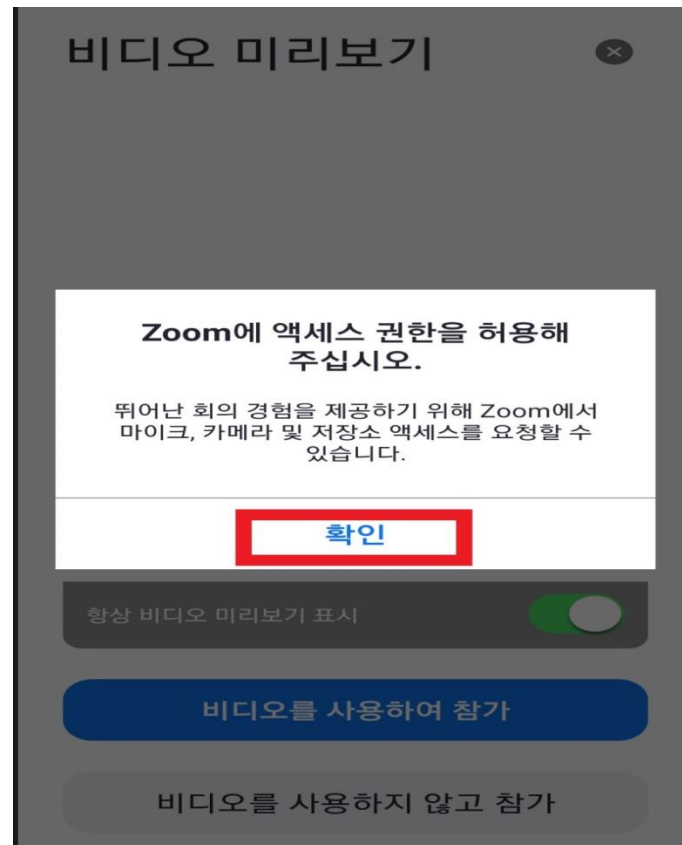 비디오 미리보기
Zoom에 액세스 권한을 허용해
주십시오.
뛰어난 회의 경험을 제공하기 위해 Zoom에서
마이크, 카메라 및 저장소 액세스를 요청할 수
있습니다.
확인
항상 비디오 미리보기 표시
비디오를 사용하여 참가
비디오를 사용하지 않고 참가